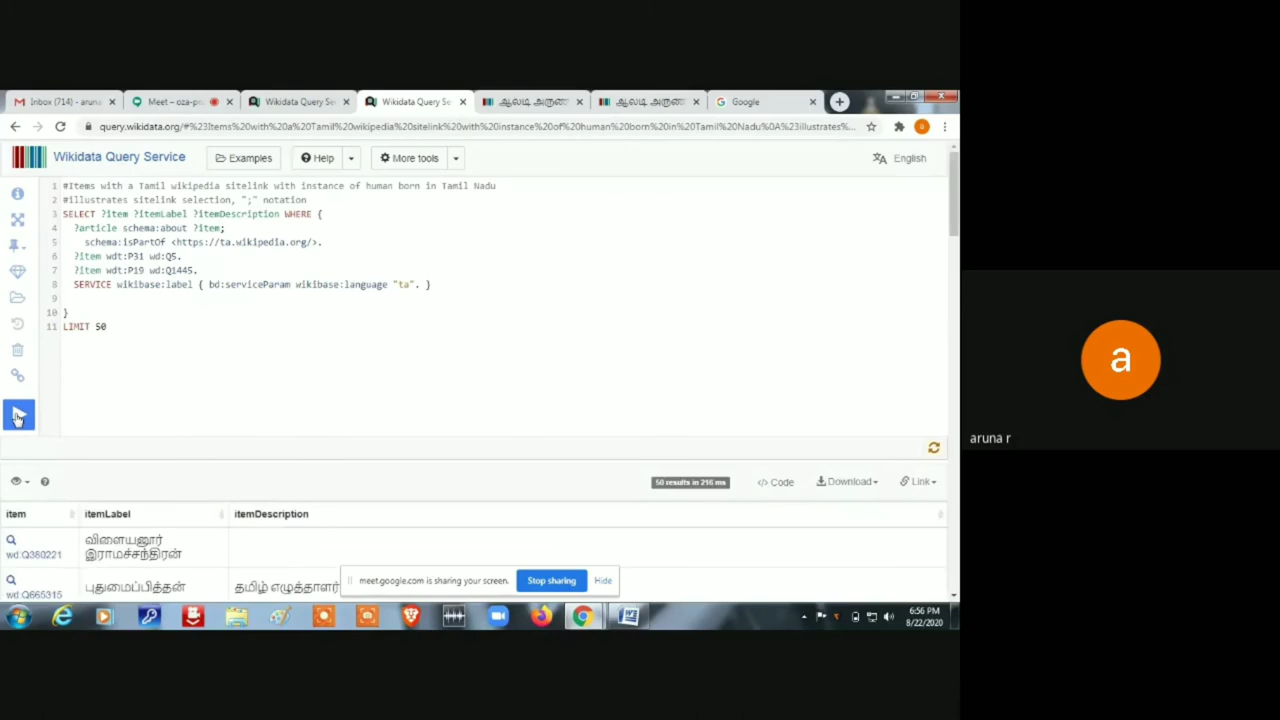 Inbox (714) - aruna
Meet – oza-pn
Wikidata Query Se
Wikidata Query Se
ஆலடி அருண
ஆலடி அருண
Google
query.wikidata.org/#%23Items%20with%20a%20Tamil%20wikipedia%20sitelink%20with%20instance%20of%20human%20born%20in%20Tamil%20Nadu%0A%23illustrates%...
Wikidata Query Service
Examples
Help
More tools
English
1 #Items with a Tamil wikipedia sitelink with instance of human born in Tamil Nadu
2 #illustrates sitelink selection, ";" notation
3 SELECT ?item ?itemLabel ?itemDescription WHERE {
4 ?article schema:about ?item;
5 schema:isPartOf <https://ta.wikipedia.org/>.
6 ?item wdt:P31 wd:Q5.
7 ?item wdt:P19 wd:Q1445.
8 SERVICE wikibase:label { bd:serviceParam wikibase:language "ta". }
9
10 }
11 LIMIT 50
50 results in 216 ms
</> Code
Download
Link
item itemLabel itemDescription
விளையனூர்
இராமச்சந்திரன்
wd:Q380221
புதுமைப்பித்தன்
தமிழ் எழுத்தாளர்
wd:Q665315
meet.google.com is sharing your screen.
Stop sharing
Hide
6:56 PM
8/22/2020
a
aruna r